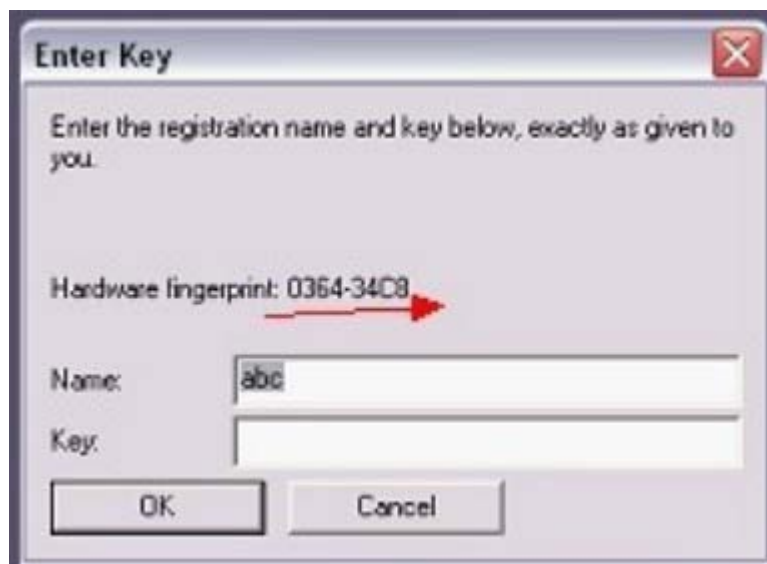 Enter Key
Enter the registration name and key below, exactly as given to
you.
Hardware fingerprint: 0364-34C8
Name:
abc
Key:
OK
Cancel